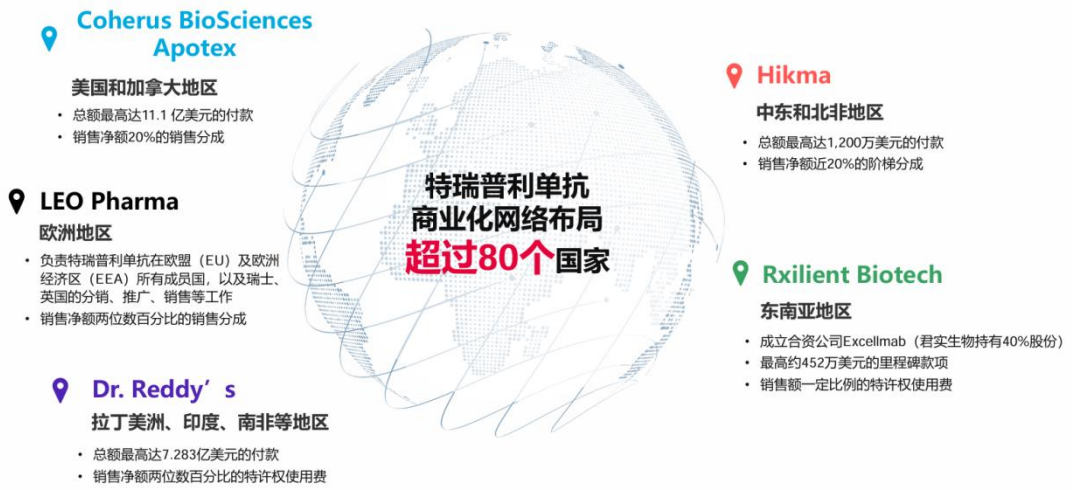 Coherus BioSciences
Apotex
美国和加拿大地区
• 总额最高达11.1 亿美元的付款
• 销售净额20%的销售分成
LEO Pharma
欧洲地区
• 负责特瑞普利单抗在欧盟（EU）及欧洲
经济区（EEA）所有成员国，以及瑞士、
英国的分销、推广、销售等工作
• 销售净额两位数百分比的销售分成
Dr. Reddy’s
拉丁美洲、印度、南非等地区
• 总额最高达7.283亿美元的付款
• 销售净额两位数百分比的特许权使用费
特瑞普利单抗
商业化网络布局
超过80个国家
Hikma
中东和北非地区
• 总额最高达1,200万美元的付款
• 销售净额近20%的阶梯分成
Rxilient Biotech
东南亚地区
• 成立合资公司Excellmab（君实生物持有40%股份）
• 最高约452万美元的里程碑款项
• 销售额一定比例的特许权使用费